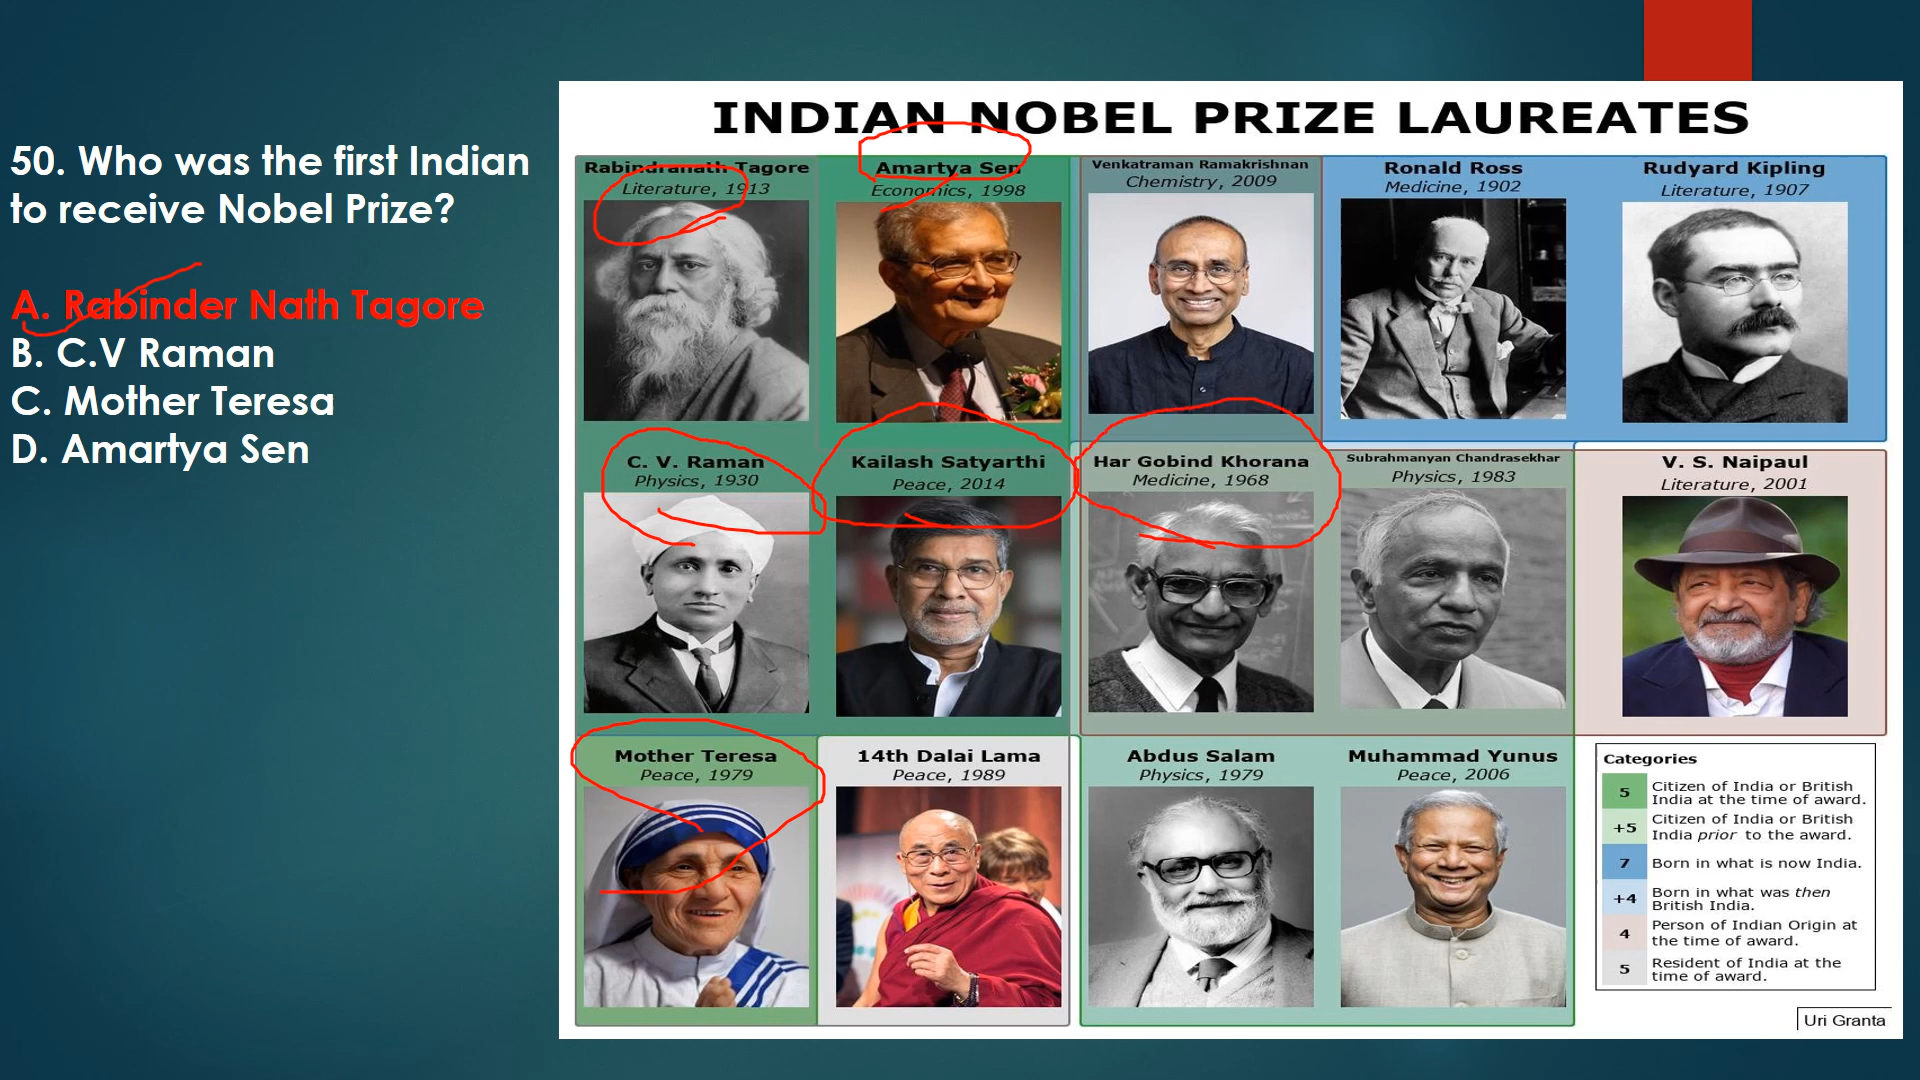 50. Who was the first Indian
to receive Nobel Prize?
A. Rabinder Nath Tagore
B. C.V Raman
C. Mother Teresa
D. Amartya Sen
INDIAN NOBEL PRIZE LAUREATES
Rabindranath Tagore
Literature, 1913
Amartya Sen
Economics, 1998
Venkatraman Ramakrishnan
Chemistry, 2009
Ronald Ross
Medicine, 1902
Rudyard Kipling
Literature, 1907
C. V. Raman
Physics, 1930
Kailash Satyarthi
Peace, 2014
Har Gobind Khorana
Medicine, 1968
Subrahmanyan Chandrasekhar
Physics, 1983
V. S. Naipaul
Literature, 2001
Mother Teresa
Peace, 1979
14th Dalai Lama
Peace, 1989
Abdus Salam
Physics, 1979
Muhammad Yunus
Peace, 2006
Categories
5 Citizen of India or British
India at the time of award.
+5 Citizen of India or British
India prior to the award.
7 Born in what is now India.
+4 Born in what was then
British India.
4 Person of Indian Origin at
the time of award.
5 Resident of India at the
time of award.
Uri Granta